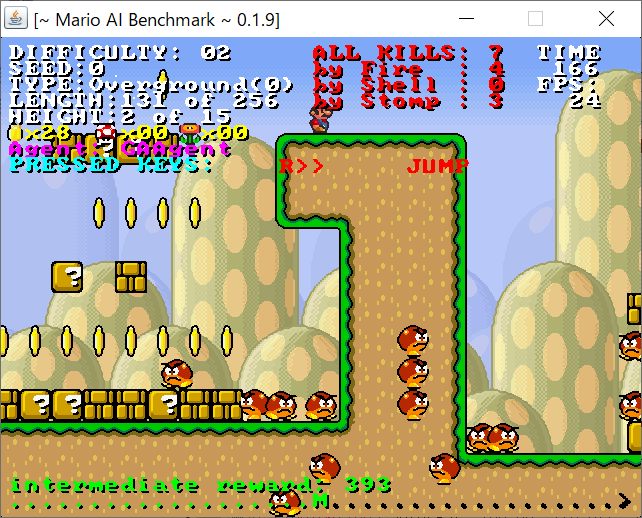 [~ Mario AI Benchmark ~ 0.1.9]
DIFFICULTY: 02 ALL KILLS: 7 TIME
SEED:0 by Fire : 4 166
TYPE:Overground(0) by Shell : 0 FPS:
LENGTH:131 of 256 by Stomp : 3 24
HEIGHT:2 of 15
x28 x00 x00
Agent: GAAgent
PRESSED KEYS: R>> JUMP
? ?
? ? ?
intermediate reward: 393
....................M...................>